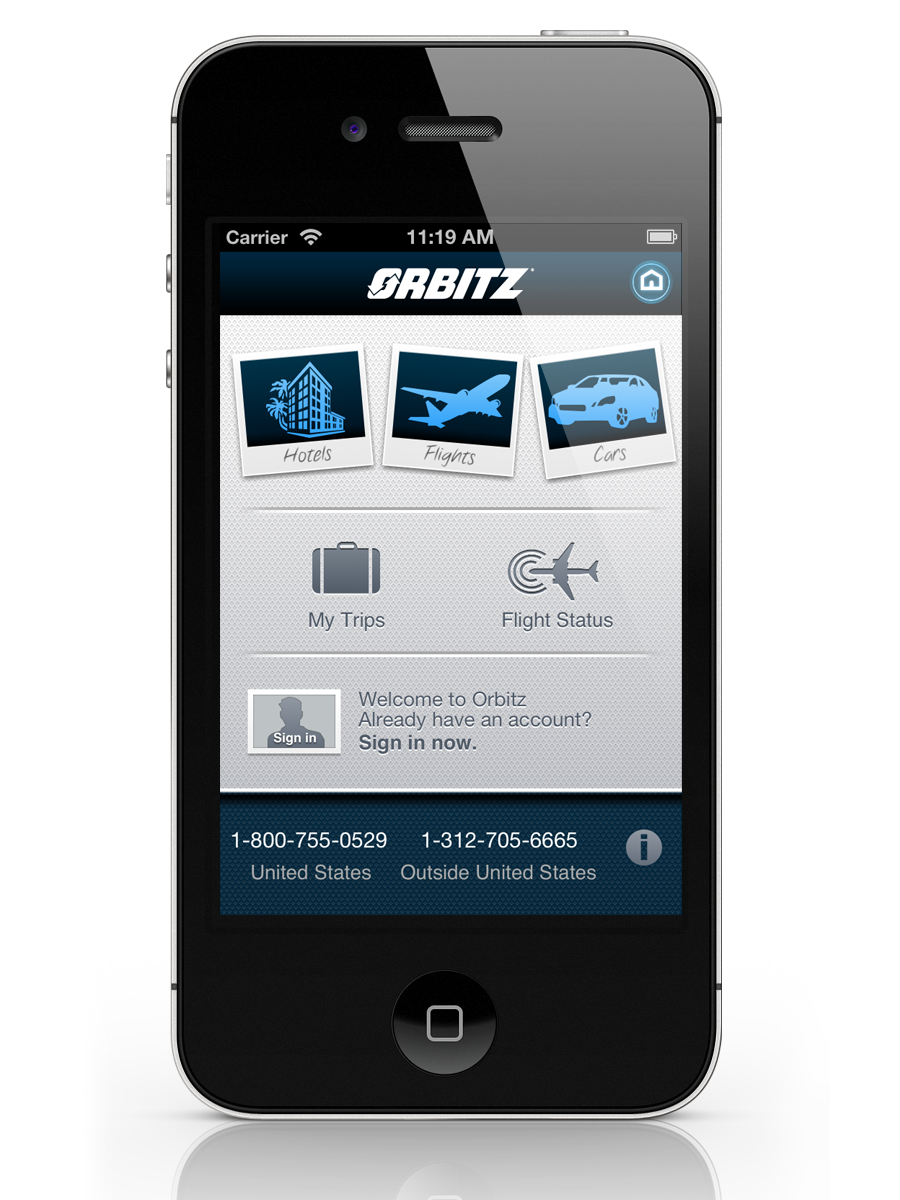 Carrier 11:19 AM
ORBITZ
Hotels Flights Cars
My Trips Flight Status
Sign in
Welcome to Orbitz
Already have an account?
Sign in now.
1-800-755-0529 1-312-705-6665
United States Outside United States
i